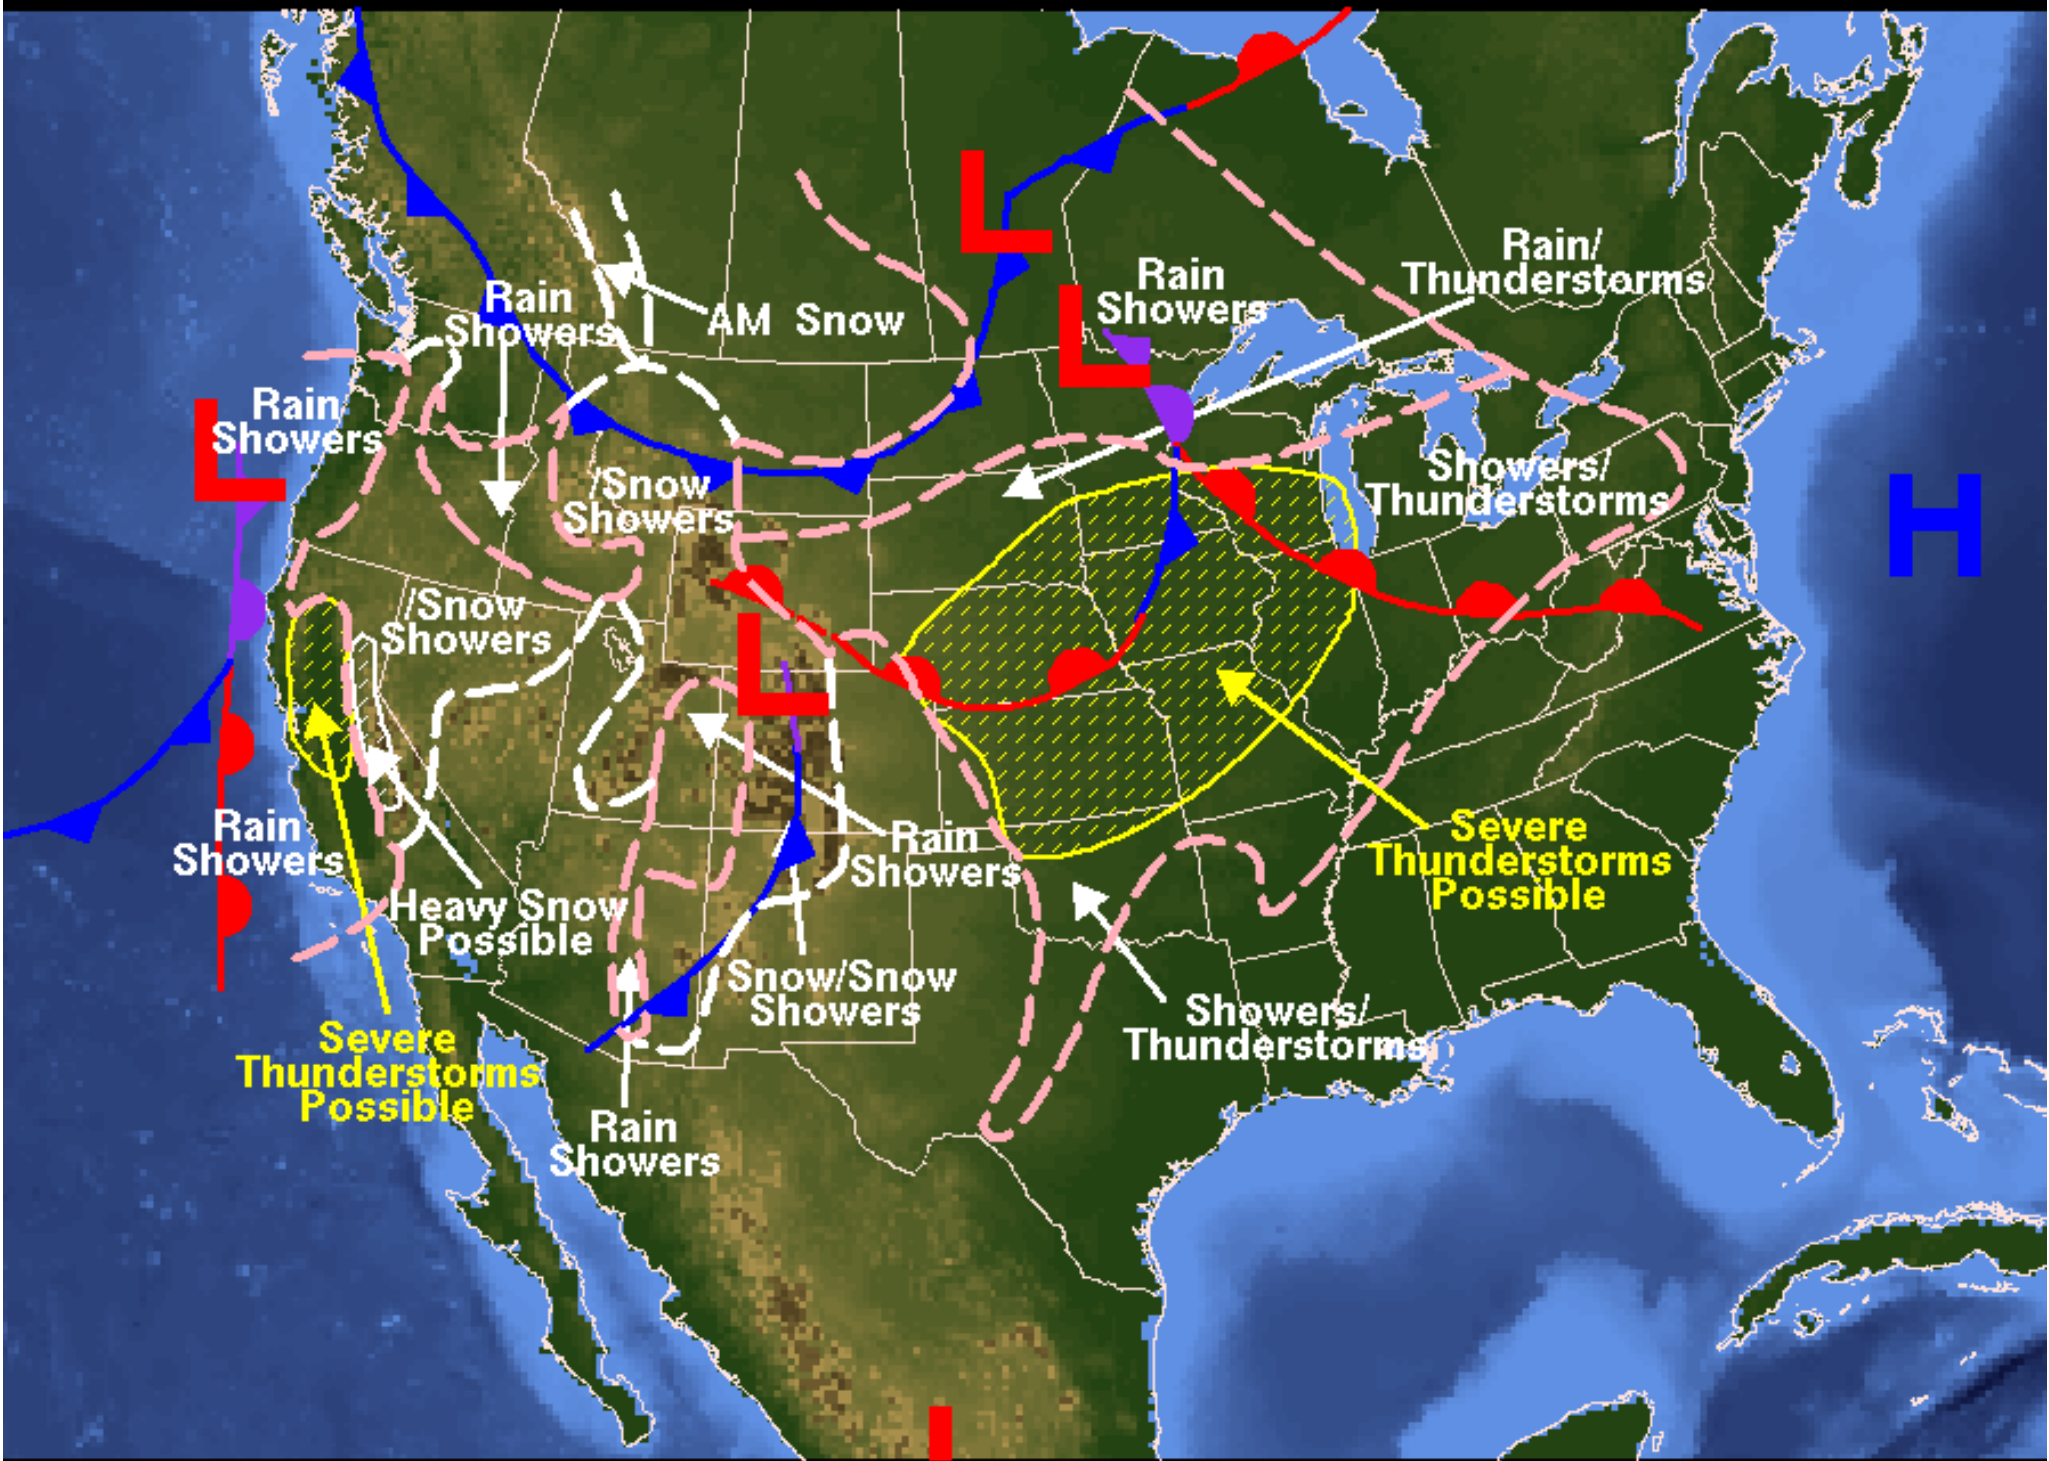 Rain/
Thunderstorms
Rain
Showers
L
Rain
Showers
AM Snow
L
Rain
Showers
L
/Snow
Showers
Showers/
Thunderstorms
H
/Snow
Showers
L
Rain
Showers
Rain
Showers
Severe
Thunderstorms
Possible
Heavy Snow
Possible
Snow/Snow
Showers
Showers/
Thunderstorms
Severe
Thunderstorms
Possible
Rain
Showers